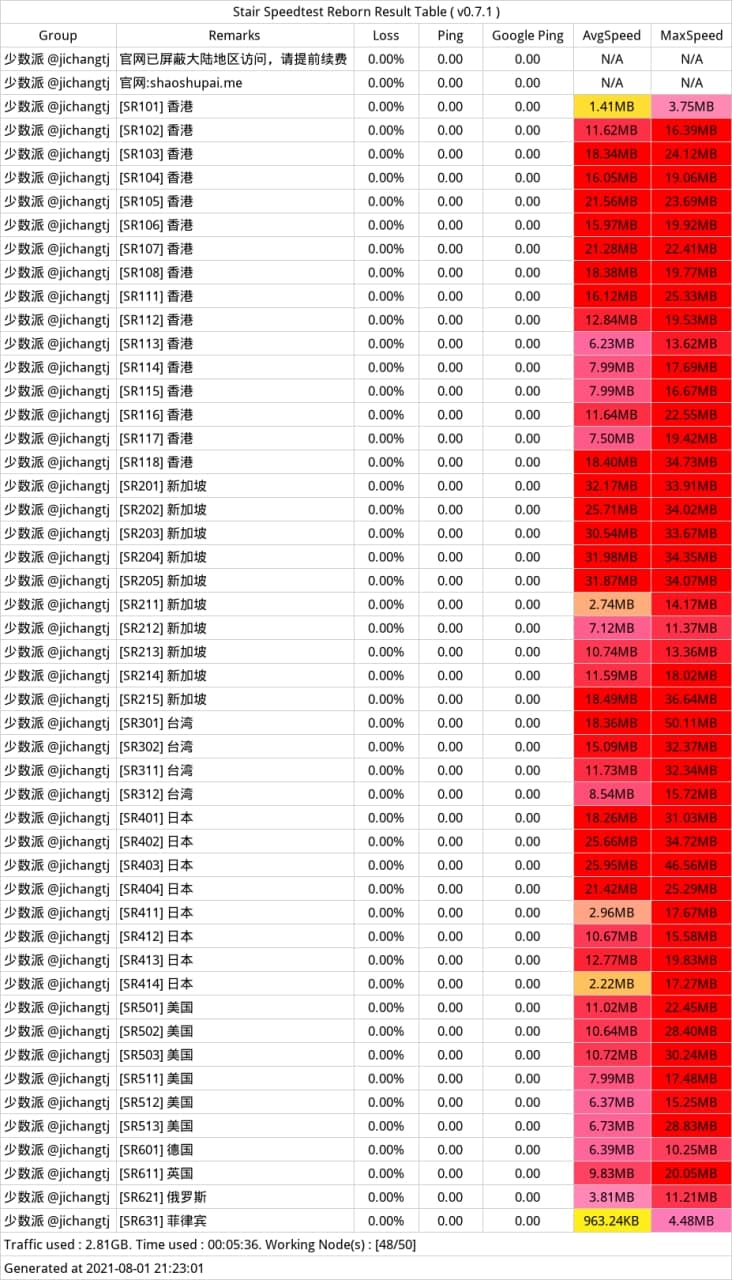 Stair Speedtest Reborn Result Table ( v0.7.1 )
Group Remarks Loss Ping Google Ping AvgSpeed MaxSpeed
少数派 @jichangtj 官网已屏蔽大陆地区访问，请提前续费 0.00% 0.00 0.00 N/A N/A
少数派 @jichangtj 官网:shaoshupai.me 0.00% 0.00 0.00 N/A N/A
少数派 @jichangtj [SR101] 香港 0.00% 0.00 0.00 1.41MB 3.75MB
少数派 @jichangtj [SR102] 香港 0.00% 0.00 0.00 11.62MB 16.39MB
少数派 @jichangtj [SR103] 香港 0.00% 0.00 0.00 18.34MB 24.12MB
少数派 @jichangtj [SR104] 香港 0.00% 0.00 0.00 16.05MB 19.06MB
少数派 @jichangtj [SR105] 香港 0.00% 0.00 0.00 21.56MB 23.69MB
少数派 @jichangtj [SR106] 香港 0.00% 0.00 0.00 15.97MB 19.92MB
少数派 @jichangtj [SR107] 香港 0.00% 0.00 0.00 21.28MB 22.41MB
少数派 @jichangtj [SR108] 香港 0.00% 0.00 0.00 18.38MB 19.77MB
少数派 @jichangtj [SR111] 香港 0.00% 0.00 0.00 16.12MB 25.33MB
少数派 @jichangtj [SR112] 香港 0.00% 0.00 0.00 12.84MB 19.53MB
少数派 @jichangtj [SR113] 香港 0.00% 0.00 0.00 6.23MB 13.62MB
少数派 @jichangtj [SR114] 香港 0.00% 0.00 0.00 7.99MB 17.69MB
少数派 @jichangtj [SR115] 香港 0.00% 0.00 0.00 7.99MB 16.67MB
少数派 @jichangtj [SR116] 香港 0.00% 0.00 0.00 11.64MB 22.55MB
少数派 @jichangtj [SR117] 香港 0.00% 0.00 0.00 7.50MB 19.42MB
少数派 @jichangtj [SR118] 香港 0.00% 0.00 0.00 18.40MB 34.73MB
少数派 @jichangtj [SR201] 新加坡 0.00% 0.00 0.00 32.17MB 33.91MB
少数派 @jichangtj [SR202] 新加坡 0.00% 0.00 0.00 25.71MB 34.02MB
少数派 @jichangtj [SR203] 新加坡 0.00% 0.00 0.00 30.54MB 33.67MB
少数派 @jichangtj [SR204] 新加坡 0.00% 0.00 0.00 31.98MB 34.35MB
少数派 @jichangtj [SR205] 新加坡 0.00% 0.00 0.00 31.87MB 34.07MB
少数派 @jichangtj [SR211] 新加坡 0.00% 0.00 0.00 2.74MB 14.17MB
少数派 @jichangtj [SR212] 新加坡 0.00% 0.00 0.00 7.12MB 11.37MB
少数派 @jichangtj [SR213] 新加坡 0.00% 0.00 0.00 10.74MB 13.36MB
少数派 @jichangtj [SR214] 新加坡 0.00% 0.00 0.00 11.59MB 18.02MB
少数派 @jichangtj [SR215] 新加坡 0.00% 0.00 0.00 18.49MB 36.64MB
少数派 @jichangtj [SR301] 台湾 0.00% 0.00 0.00 18.36MB 50.11MB
少数派 @jichangtj [SR302] 台湾 0.00% 0.00 0.00 15.09MB 32.37MB
少数派 @jichangtj [SR311] 台湾 0.00% 0.00 0.00 11.73MB 32.34MB
少数派 @jichangtj [SR312] 台湾 0.00% 0.00 0.00 8.54MB 15.72MB
少数派 @jichangtj [SR401] 日本 0.00% 0.00 0.00 18.26MB 31.03MB
少数派 @jichangtj [SR402] 日本 0.00% 0.00 0.00 25.66MB 34.72MB
少数派 @jichangtj [SR403] 日本 0.00% 0.00 0.00 25.95MB 46.56MB
少数派 @jichangtj [SR404] 日本 0.00% 0.00 0.00 21.42MB 25.29MB
少数派 @jichangtj [SR411] 日本 0.00% 0.00 0.00 2.96MB 17.67MB
少数派 @jichangtj [SR412] 日本 0.00% 0.00 0.00 10.67MB 15.58MB
少数派 @jichangtj [SR413] 日本 0.00% 0.00 0.00 12.77MB 19.83MB
少数派 @jichangtj [SR414] 日本 0.00% 0.00 0.00 2.22MB 17.27MB
少数派 @jichangtj [SR501] 美国 0.00% 0.00 0.00 11.02MB 22.45MB
少数派 @jichangtj [SR502] 美国 0.00% 0.00 0.00 10.64MB 28.40MB
少数派 @jichangtj [SR503] 美国 0.00% 0.00 0.00 10.72MB 30.24MB
少数派 @jichangtj [SR511] 美国 0.00% 0.00 0.00 7.99MB 17.48MB
少数派 @jichangtj [SR512] 美国 0.00% 0.00 0.00 6.37MB 15.25MB
少数派 @jichangtj [SR513] 美国 0.00% 0.00 0.00 6.73MB 28.83MB
少数派 @jichangtj [SR601] 德国 0.00% 0.00 0.00 6.39MB 10.25MB
少数派 @jichangtj [SR611] 英国 0.00% 0.00 0.00 9.83MB 20.05MB
少数派 @jichangtj [SR621] 俄罗斯 0.00% 0.00 0.00 3.81MB 11.21MB
少数派 @jichangtj [SR631] 菲律宾 0.00% 0.00 0.00 963.24KB 4.48MB
Traffic used : 2.81GB. Time used : 00:05:36. Working Node(s) : [48/50]
Generated at 2021-08-01 21:23:01